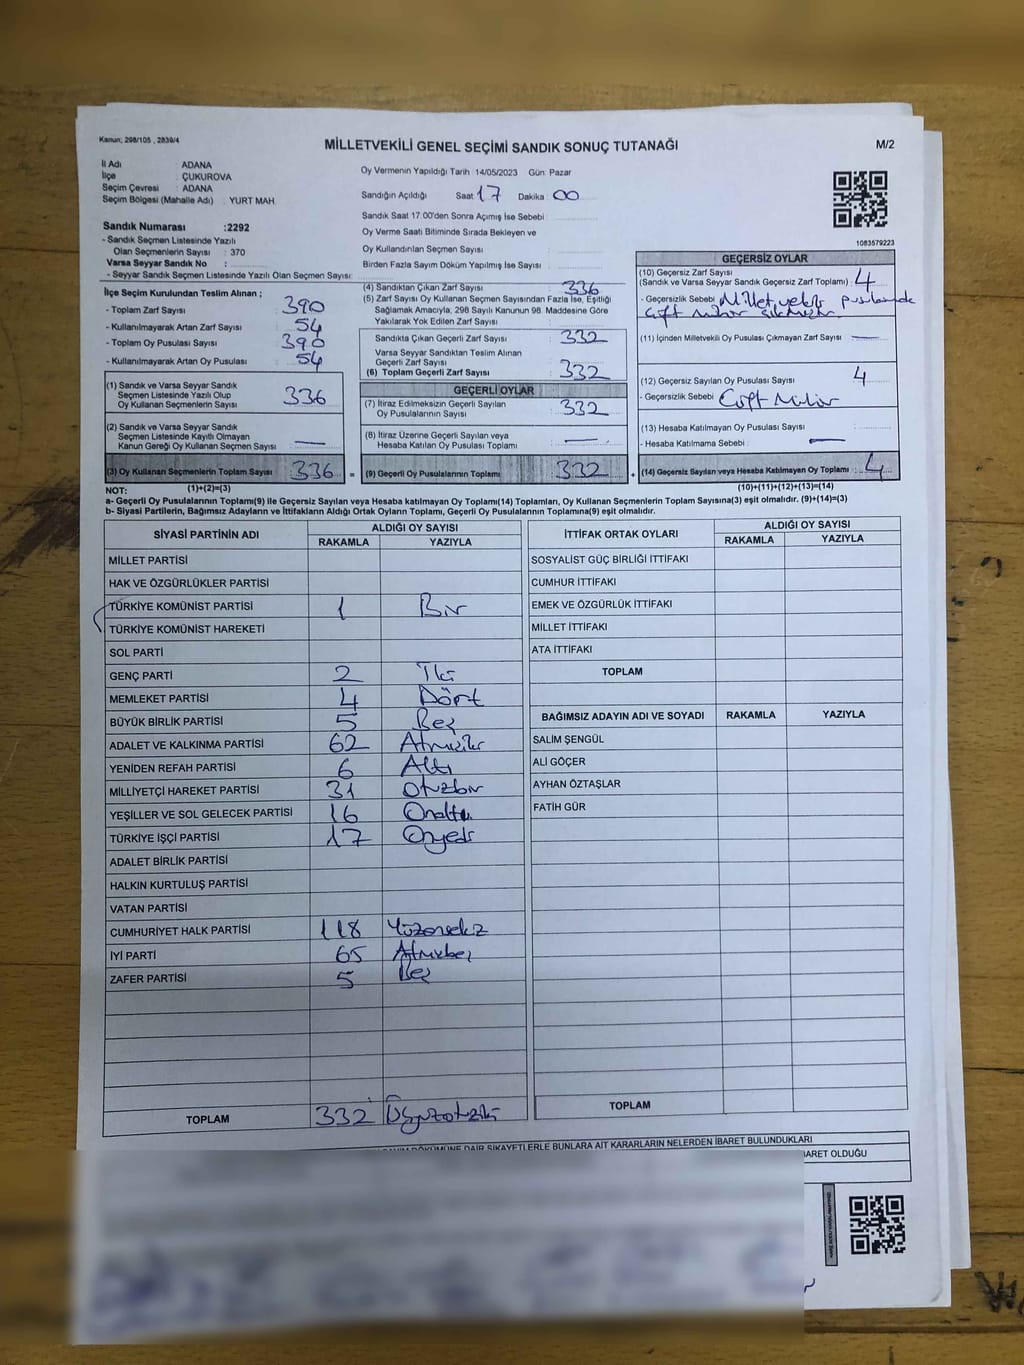 Kanun; 298/105 , 2839/4
MİLLETVEKİLİ GENEL SEÇİMİ SANDIK SONUÇ TUTANAĞI
M/2
İl Adı : ADANA
İlçe : ÇUKUROVA
Seçim Çevresi : ADANA
Seçim Bölgesi (Mahalle Adı) : YURT MAH.
Sandık Numarası :2292
- Sandık Seçmen Listesinde Yazılı
Olan Seçmenlerin Sayısı : 370
Varsa Seyyar Sandık No :
- Seyyar Sandık Seçmen Listesinde Yazılı Olan Seçmen Sayısı:
Oy Vermenin Yapıldığı Tarih 14/05/2023 Gün: Pazar
Sandığın Açıldığı Saat 17 Dakika : 00
Sandık Saat 17.00'den Sonra Açımış İse Sebebi :
Oy Verme Saati Bitiminde Sırada Bekleyen ve
Oy Kullandırılan Seçmen Sayısı :
Birden Fazla Sayım Döküm Yapılmış İse Sayısı :
1083579223
İlçe Seçim Kurulundan Teslim Alınan ;
- Toplam Zarf Sayısı : 390
- Kullanılmayarak Artan Zarf Sayısı : 54
- Toplam Oy Pusulası Sayısı : 390
- Kullanılmayarak Artan Oy Pusulası : 54
(1) Sandık ve Varsa Seyyar Sandık
Seçmen Listesinde Yazılı Olup
Oy Kullanan Seçmenlerin Sayısı : 336
(2) Sandık ve Varsa Seyyar Sandık
Seçmen Listesinde Kayıtlı Olmayan
Kanun Gereği Oy Kullanan Seçmen Sayısı : —
(3) Oy Kullanan Seçmenlerin Toplam Sayısı : 336 =
(4) Sandıktan Çıkan Zarf Sayısı : 336
(5) Zarf Sayısı Oy Kullanan Seçmen Sayısından Fazla İse, Eşitliği
Sağlamak Amacıyla, 298 Sayılı Kanunun 98. Maddesine Göre
Yakılarak Yok Edilen Zarf Sayısı :
Sandıkta Çıkan Geçerli Zarf Sayısı : 332
Varsa Seyyar Sandıktan Teslim Alınan
Geçerli Zarf Sayısı :
(6) Toplam Geçerli Zarf Sayısı : 332
GEÇERLİ OYLAR
(7) İtiraz Edilmeksizin Geçerli Sayılan
Oy Pusulalarının Sayısı : 332
(8) İtiraz Üzerine Geçerli Sayılan veya
Hesaba Katılan Oy Pusulası Toplamı : —
(9) Geçerli Oy Pusulalarının Toplamı : 332 +
GEÇERSİZ OYLAR
(10) Geçersiz Zarf Sayısı
(Sandık ve Varsa Seyyar Sandık Geçersiz Zarf Toplamı) : 4
- Geçersizlik Sebebi : Milletvekili pusulasında
çift mühür çıkmıştır.
(11) İçinden Milletvekili Oy Pusulası Çıkmayan Zarf Sayısı : —
(12) Geçersiz Sayılan Oy Pusulası Sayısı : 4
- Geçersizlik Sebebi : Çift Mühür
(13) Hesaba Katılmayan Oy Pusulası Sayısı :
- Hesaba Katılmama Sebebi : —
(14) Geçersiz Sayılan veya Hesaba Katılmayan Oy Toplamı : 4
NOT: (1)+(2)=(3)
(10)+(11)+(12)+(13)=(14)
a- Geçerli Oy Pusulalarının Toplamı(9) ile Geçersiz Sayılan veya Hesaba katılmayan Oy Toplamı(14) Toplamları, Oy Kullanan Seçmenlerin Toplam Sayısına(3) eşit olmalıdır. (9)+(14)=(3)
b- Siyasi Partilerin, Bağımsız Adayların ve İttifakların Aldığı Ortak Oyların Toplamı, Geçerli Oy Pusulalarının Toplamına(9) eşit olmalıdır.
SİYASİ PARTİNİN ADI ALDIĞI OY SAYISI
RAKAMLA YAZIYLA
MİLLET PARTİSİ
HAK VE ÖZGÜRLÜKLER PARTİSİ
TÜRKİYE KOMÜNİST PARTİSİ 1 Bir
TÜRKİYE KOMÜNİST HAREKETİ
SOL PARTİ
GENÇ PARTİ 2 İki
MEMLEKET PARTİSİ 4 Dört
BÜYÜK BİRLİK PARTİSİ 5 Beş
ADALET VE KALKINMA PARTİSİ 62 Atmışiki
YENİDEN REFAH PARTİSİ 6 Altı
MİLLİYETÇİ HAREKET PARTİSİ 31 Otuzbir
YEŞİLLER VE SOL GELECEK PARTİSİ 16 Onaltı
TÜRKİYE İŞÇİ PARTİSİ 17 Onyedi
ADALET BİRLİK PARTİSİ
HALKIN KURTULUŞ PARTİSİ
VATAN PARTİSİ
CUMHURİYET HALK PARTİSİ 118 Yüzonsekiz
İYİ PARTİ 65 Atmışbeş
ZAFER PARTİSİ 5 Beş
TOPLAM 332 Üçyüzotuziki
İTTİFAK ORTAK OYLARI ALDIĞI OY SAYISI
RAKAMLA YAZIYLA
SOSYALİST GÜÇ BİRLİĞİ İTTİFAKI
CUMHUR İTTİFAKI
EMEK VE ÖZGÜRLÜK İTTİFAKI
MİLLET İTTİFAKI
ATA İTTİFAKI
TOPLAM
BAĞIMSIZ ADAYIN ADI VE SOYADI RAKAMLA YAZIYLA
SALİM ŞENGÜL
ALİ GÖÇER
AYHAN ÖZTAŞLAR
FATİH GÜR
TOPLAM
DÖKÜMÜNE DAİR ŞİKAYETLERLE BUNLARA AİT KARARLARIN NELERDEN İBARET BULUNDUKLARI
İBARET OLDUĞU